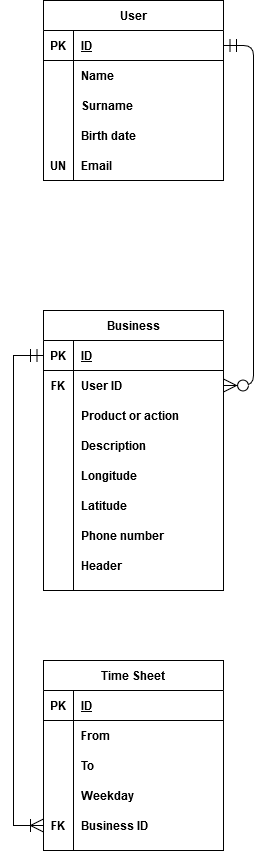 User
PK ID
Name
Surname
Birth date
UN Email
Business
PK ID
FK User ID
Product or action
Description
Longitude
Latitude
Phone number
Header
Time Sheet
PK ID
From
To
Weekday
FK Business ID